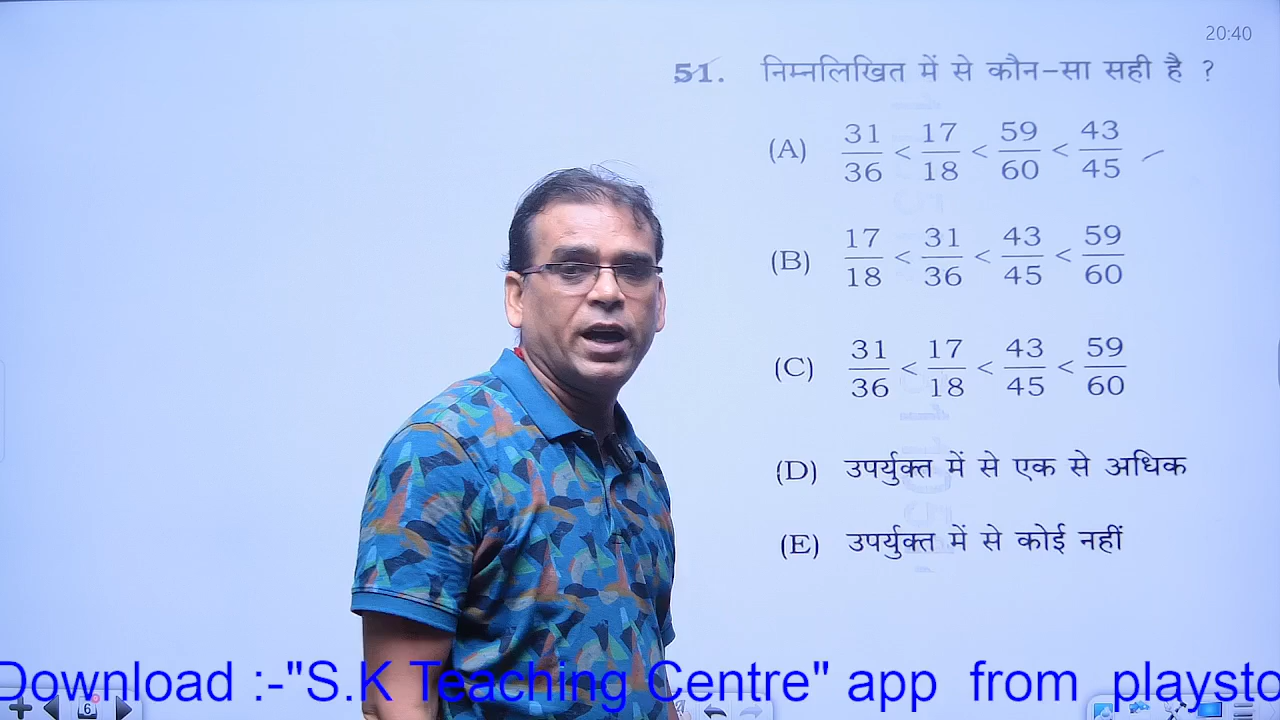 20:40
51. निम्नलिखित में से कौन-सा सही है ?
(A) 31/36 < 17/18 < 59/60 < 43/45
(B) 17/18 < 31/36 < 43/45 < 59/60
(C) 31/36 < 17/18 < 43/45 < 59/60
(D) उपर्युक्त में से एक से अधिक
(E) उपर्युक्त में से कोई नहीं
Download :-"S.K Teaching Centre" app from playsto
6